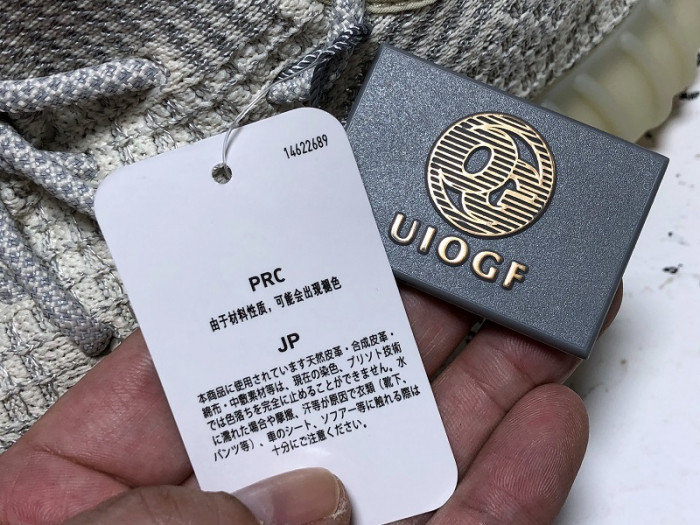 14622689
PRC
由于材料性质，可能会出现褪色
JP
本商品に使用されています天然皮革・合成皮革・
綿布・中敷素材等は、現在の染色、プリント技術
では色落ちを完全に止めることができません。水
に濡れた場合や摩擦、汗等が原因で衣類（靴下、
パンツ等）、車のシート、ソファー等に触れる際は
十分にご注意ください。
UIOGF